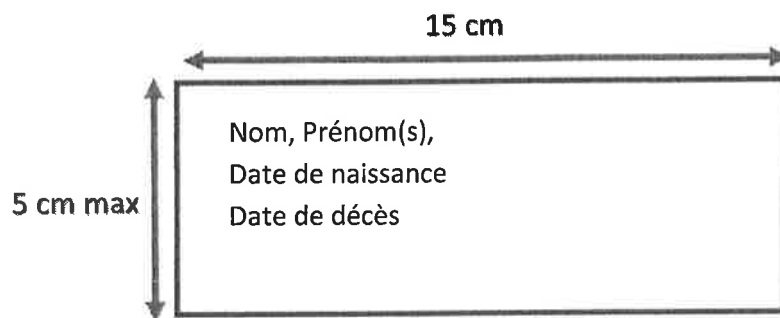 15 cm
5 cm max
Nom, Prénom(s),
Date de naissance
Date de décès